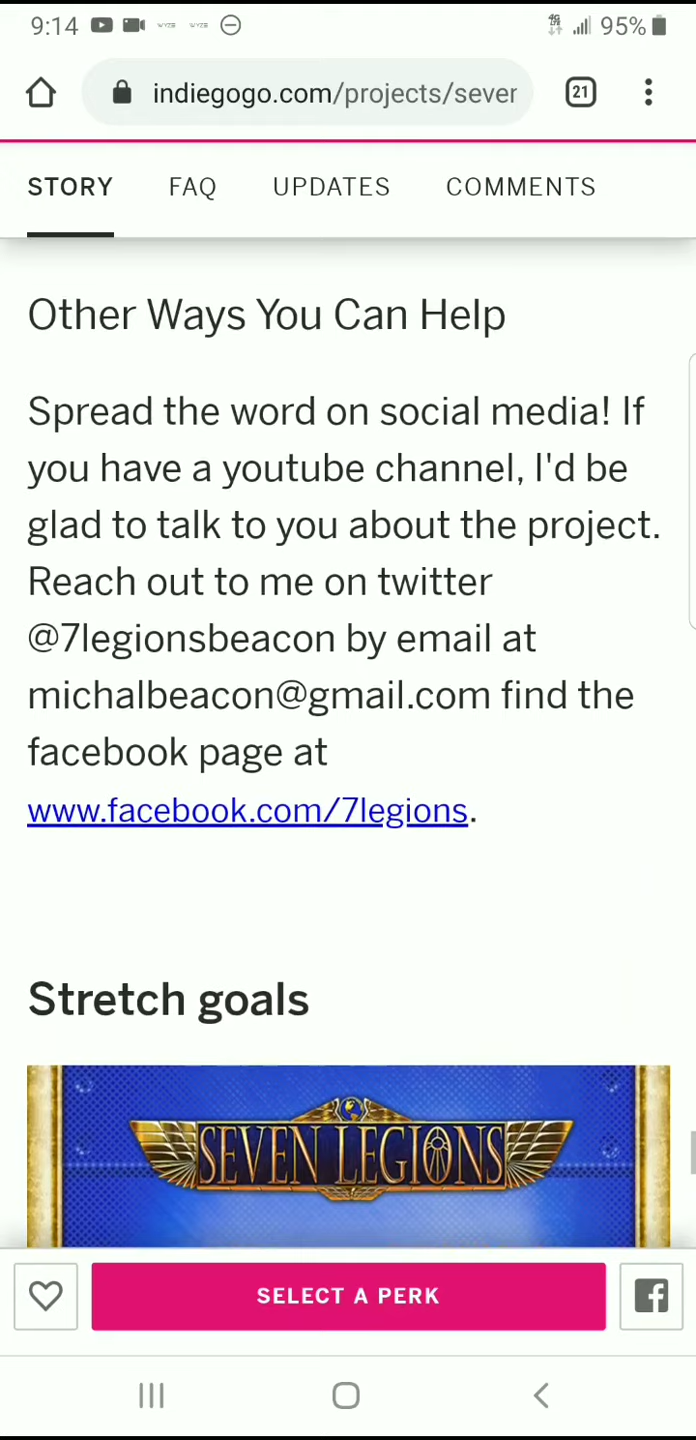 9:14 WYZE WYZE 4G 95%
indiegogo.com/projects/sever 21
STORY FAQ UPDATES COMMENTS
Other Ways You Can Help
Spread the word on social media! If
you have a youtube channel, I'd be
glad to talk to you about the project.
Reach out to me on twitter
@7legionsbeacon by email at
michalbeacon@gmail.com find the
facebook page at
www.facebook.com/7legions.
Stretch goals
SEVEN LEGIONS
SELECT A PERK